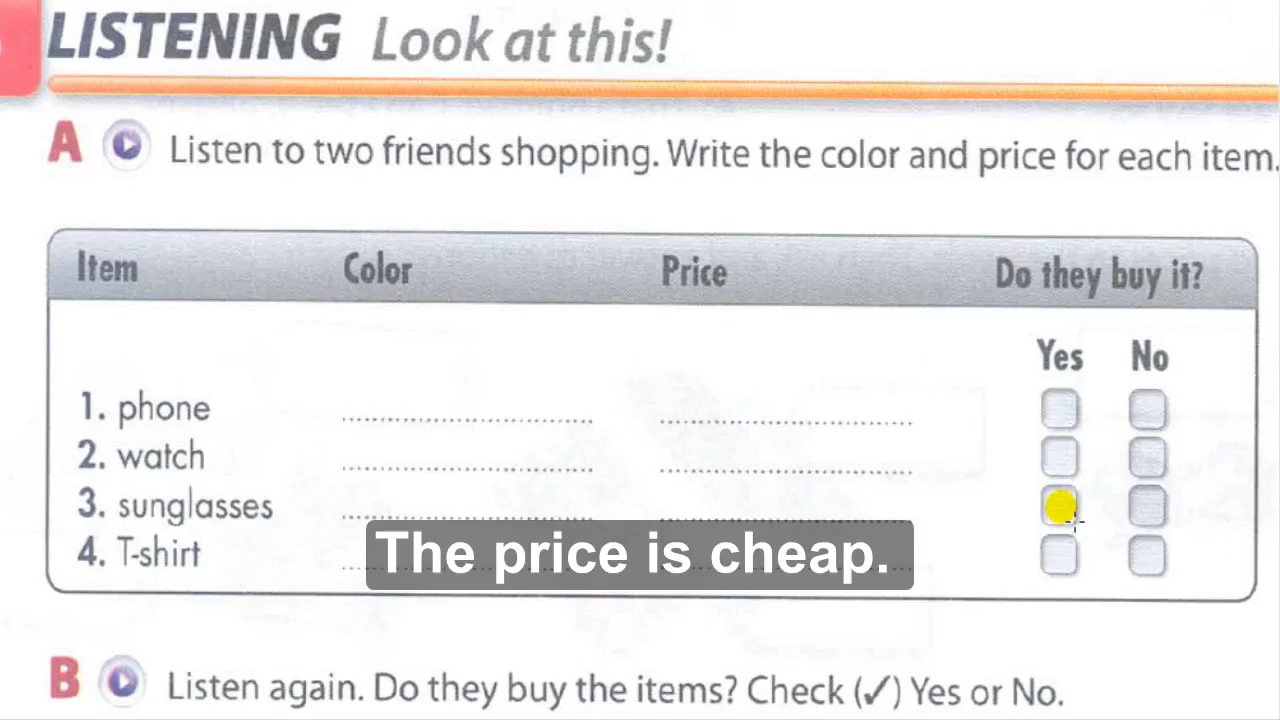 LISTENING Look at this!
A Listen to two friends shopping. Write the color and price for each item.
Item Color Price Do they buy it?
Yes No
1. phone
2. watch
3. sunglasses
4. T-shirt
The price is cheap.
B Listen again. Do they buy the items? Check (✓) Yes or No.